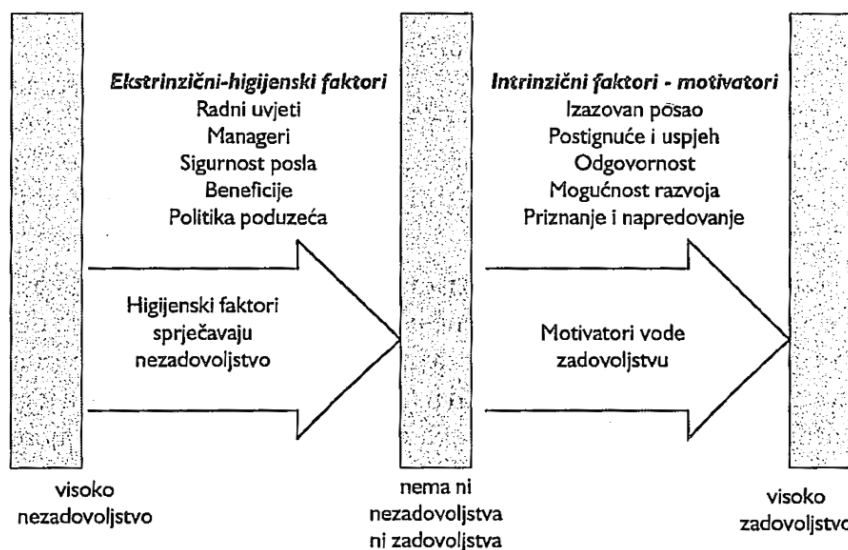 Ekstrinzični-higijenski faktori
Radni uvjeti
Manageri
Sigurnost posla
Beneficije
Politika poduzeća
Higijenski faktori
sprječavaju
nezadovoljstvo
Intrinzični faktori - motivatori
Izazovan posao
Postignuće i uspjeh
Odgovornost
Mogućnost razvoja
Priznanje i napredovanje
Motivatori vode
zadovoljstvu
visoko
nezadovoljstvo
nema ni
nezadovoljstva
ni zadovoljstva
visoko
zadovoljstvo